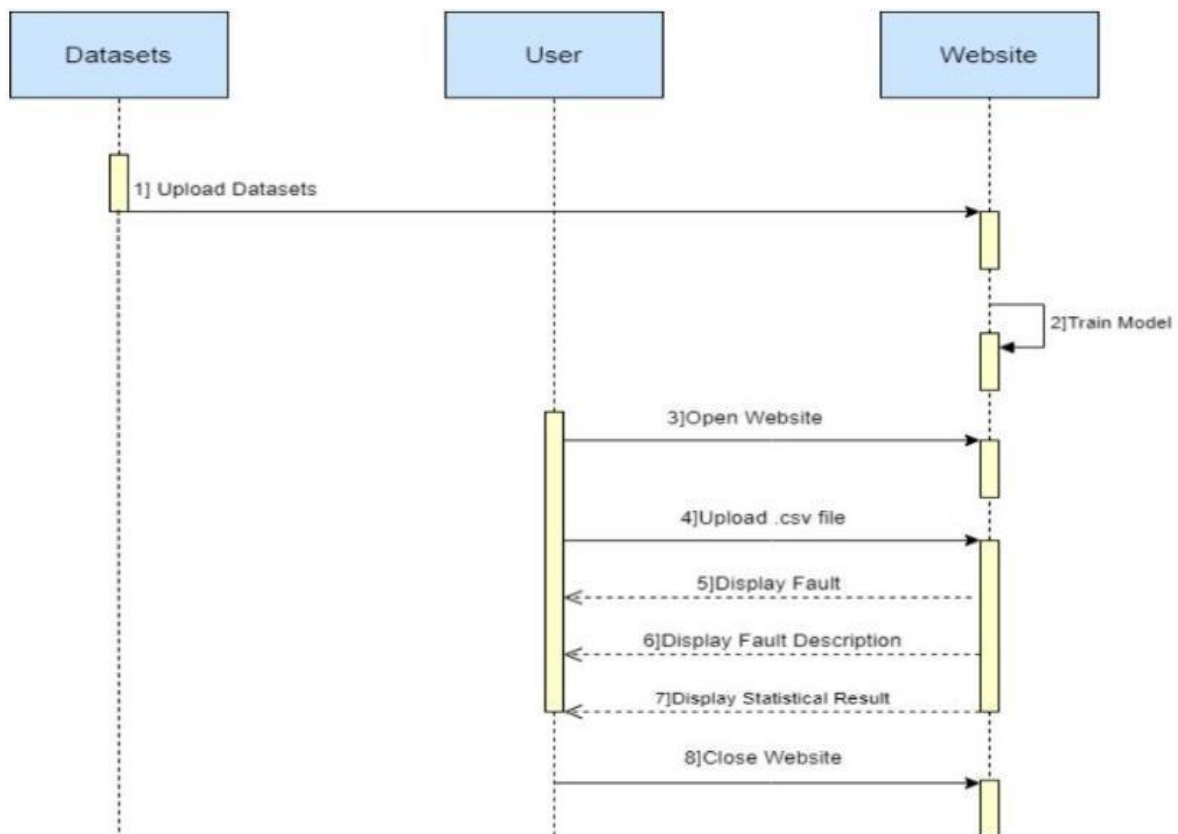 Datasets
User
Website
1] Upload Datasets
2]Train Model
3]Open Website
4]Upload .csv file
5]Display Fault
6]Display Fault Description
7]Display Statistical Result
8]Close Website